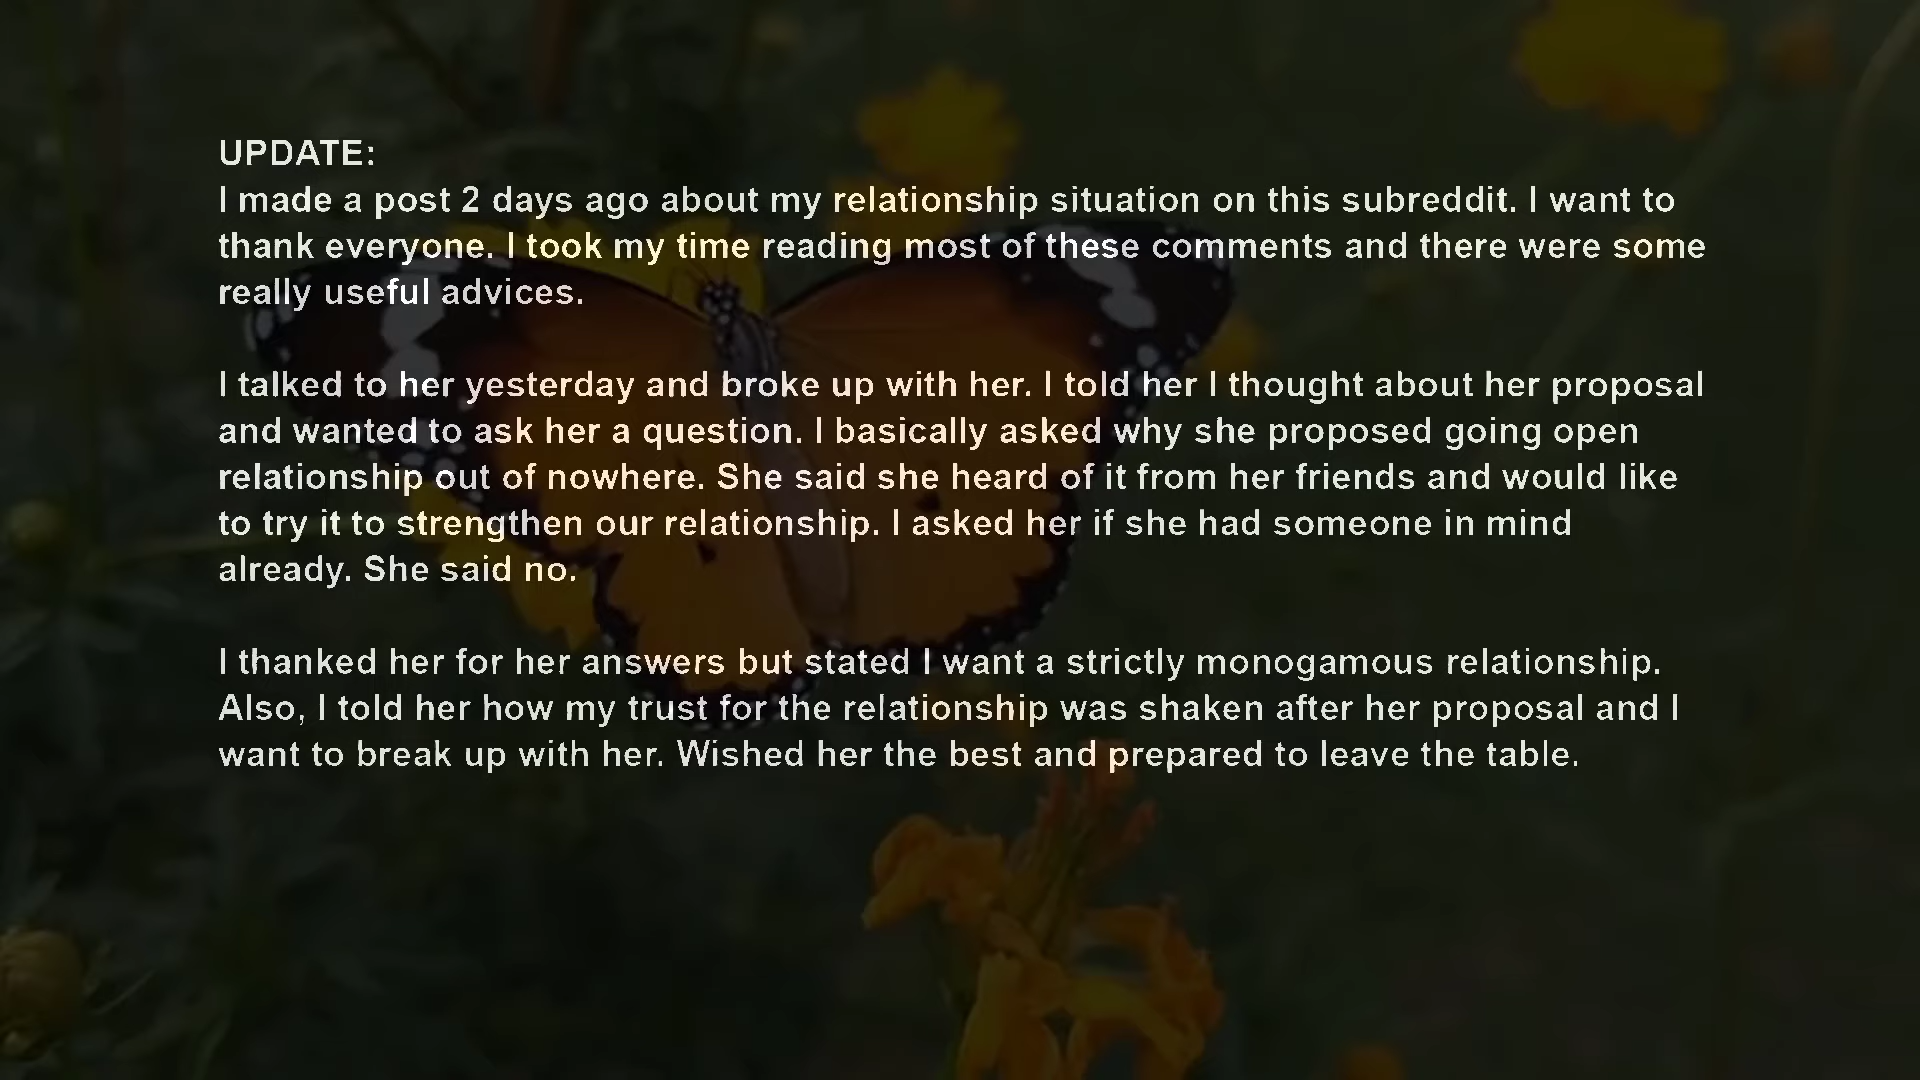 UPDATE:
I made a post 2 days ago about my relationship situation on this subreddit. I want to
thank everyone. I took my time reading most of these comments and there were some
really useful advices.
I talked to her yesterday and broke up with her. I told her I thought about her proposal
and wanted to ask her a question. I basically asked why she proposed going open
relationship out of nowhere. She said she heard of it from her friends and would like
to try it to strengthen our relationship. I asked her if she had someone in mind
already. She said no.
I thanked her for her answers but stated I want a strictly monogamous relationship.
Also, I told her how my trust for the relationship was shaken after her proposal and I
want to break up with her. Wished her the best and prepared to leave the table.